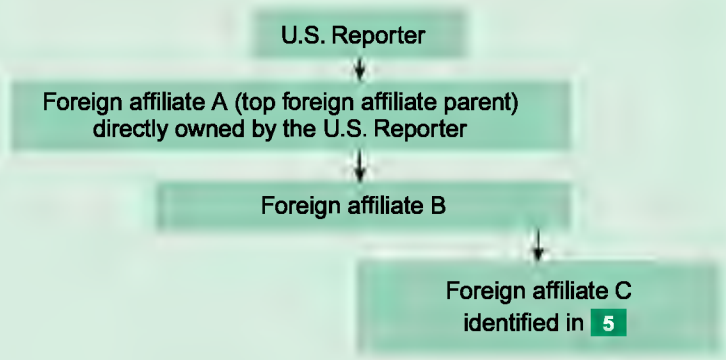 U.S. Reporter
Foreign affiliate A (top foreign affiliate parent)
directly owned by the U.S. Reporter
Foreign affiliate B
Foreign affiliate C
identified in 5